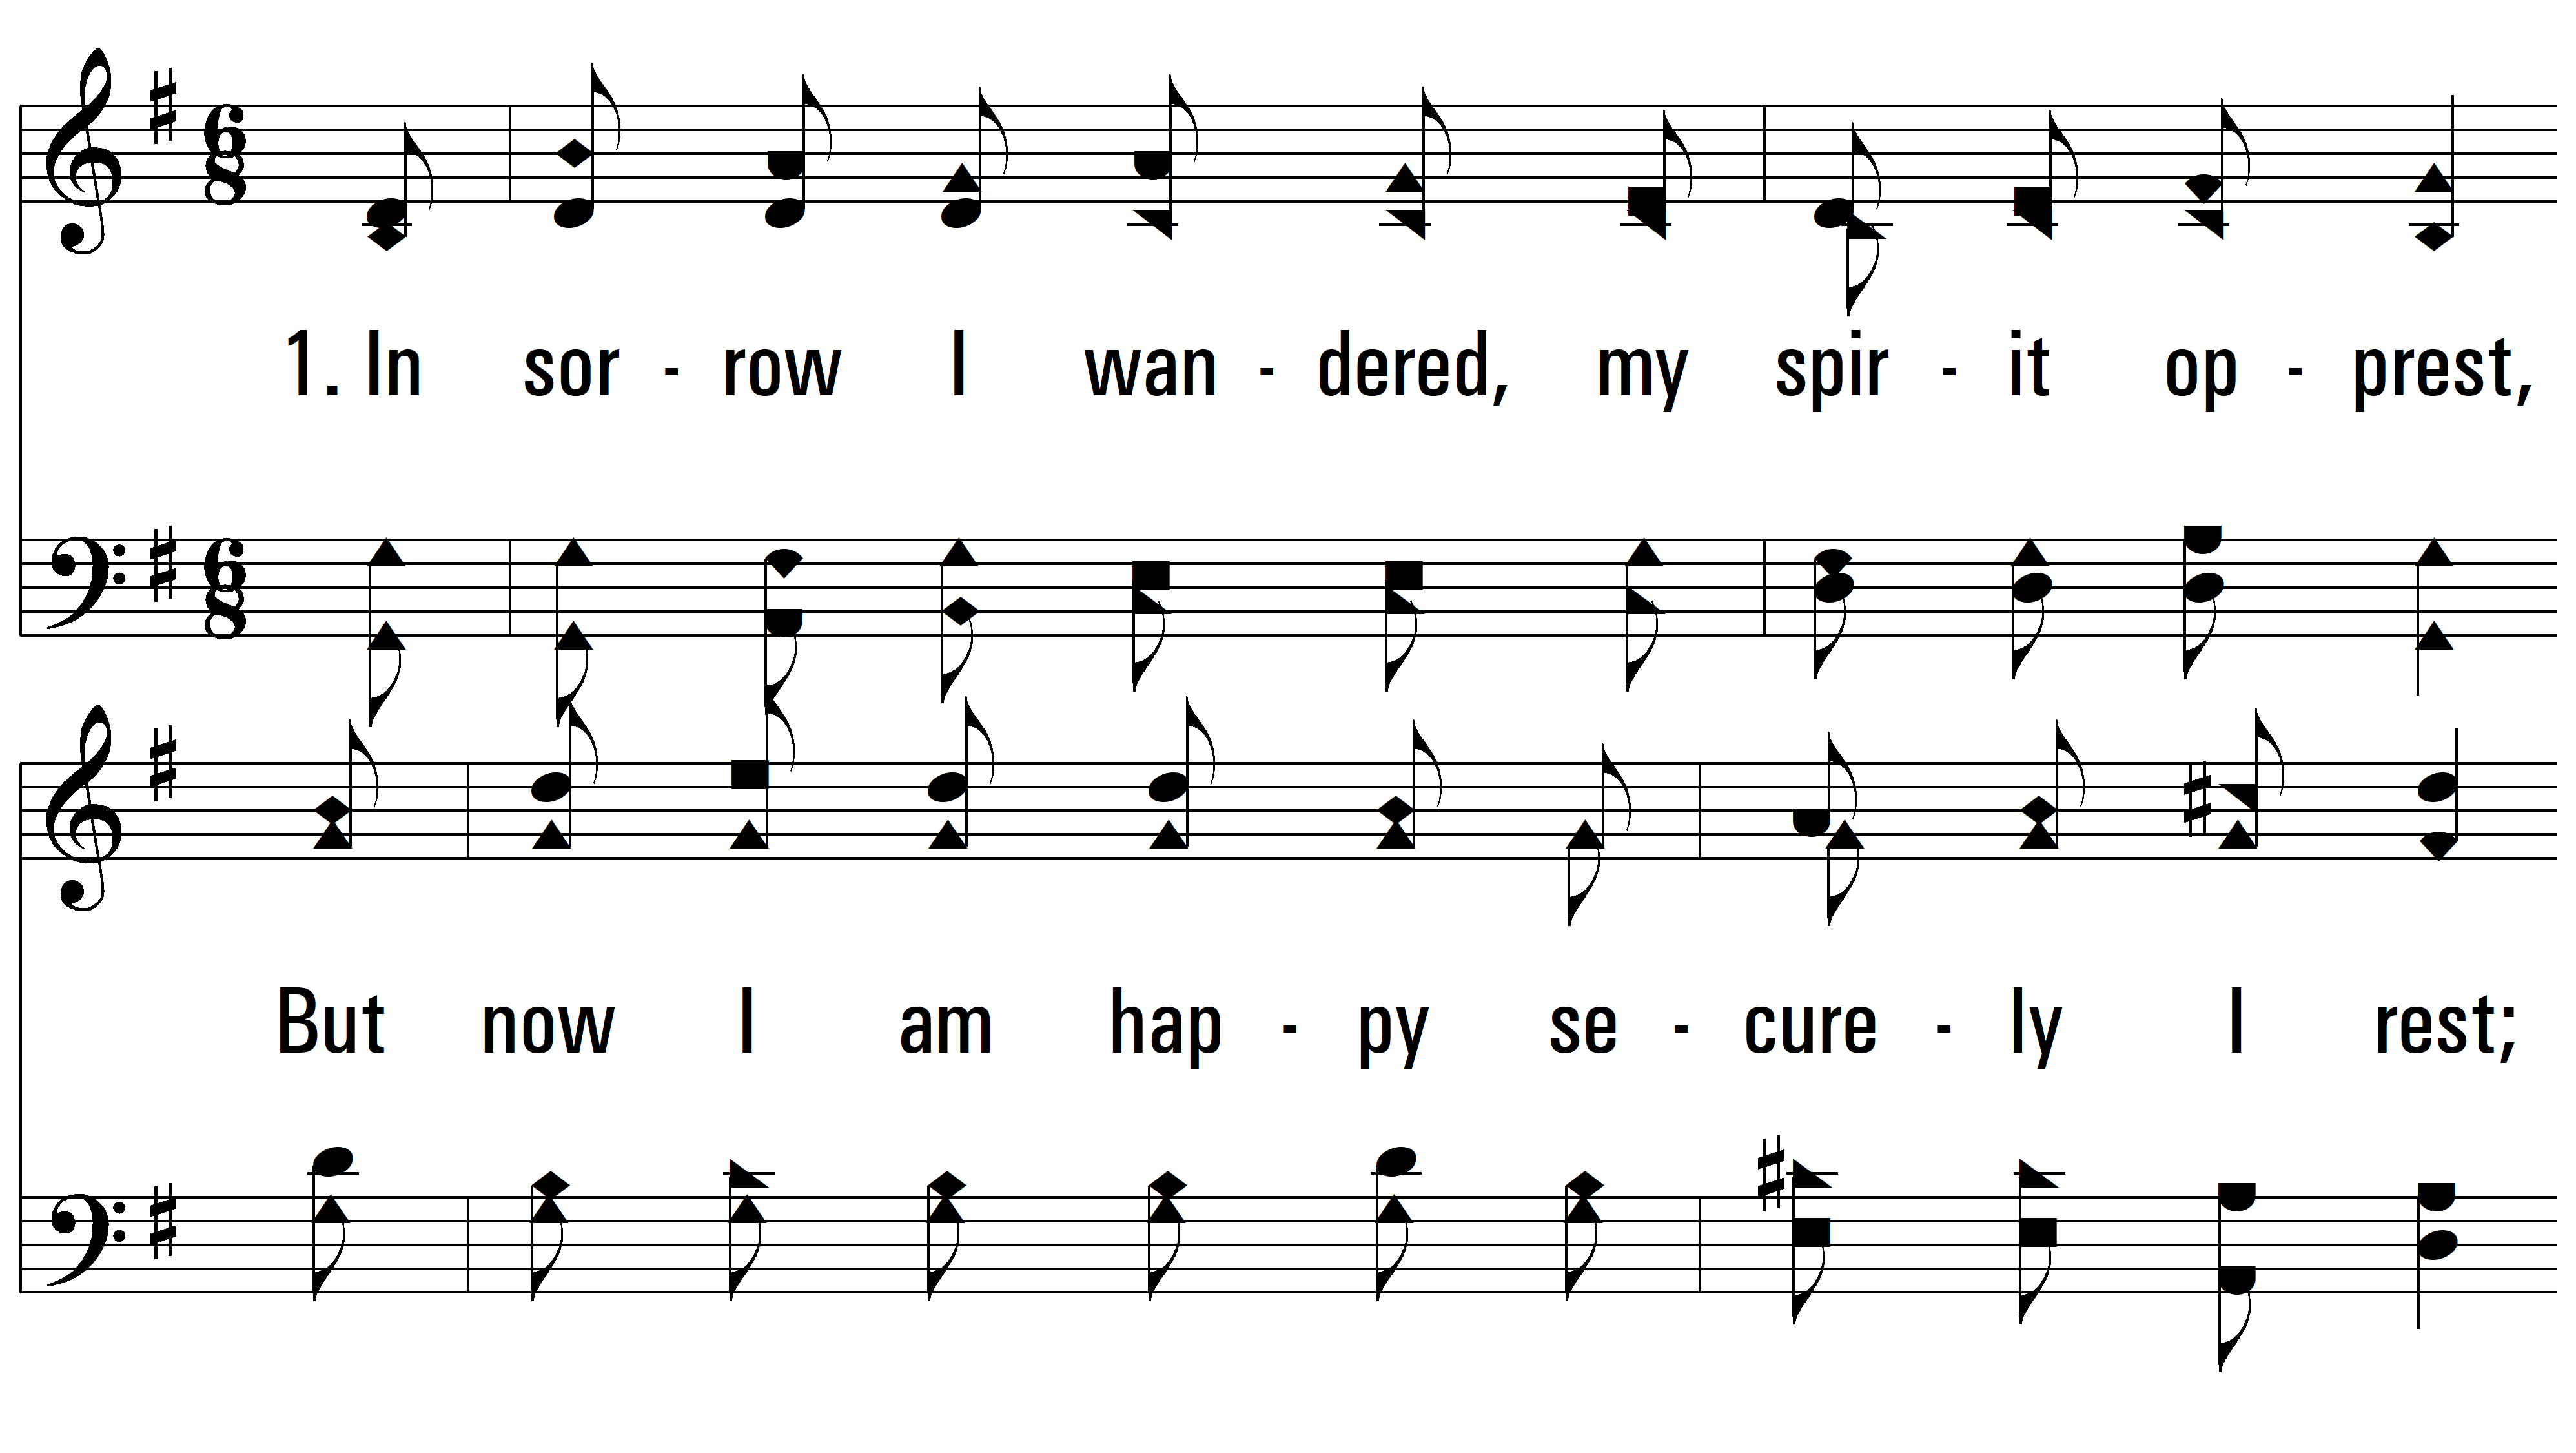 1. In sor - row I wan - dered, my spir - it op - prest,
But now I am hap - py se - cure - ly I rest;